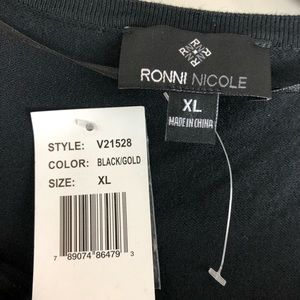 RONNI NICOLE
XL
MADE IN CHINA
STYLE: V21528
COLOR: BLACK/GOLD
SIZE: XL
7 89074 86479 3